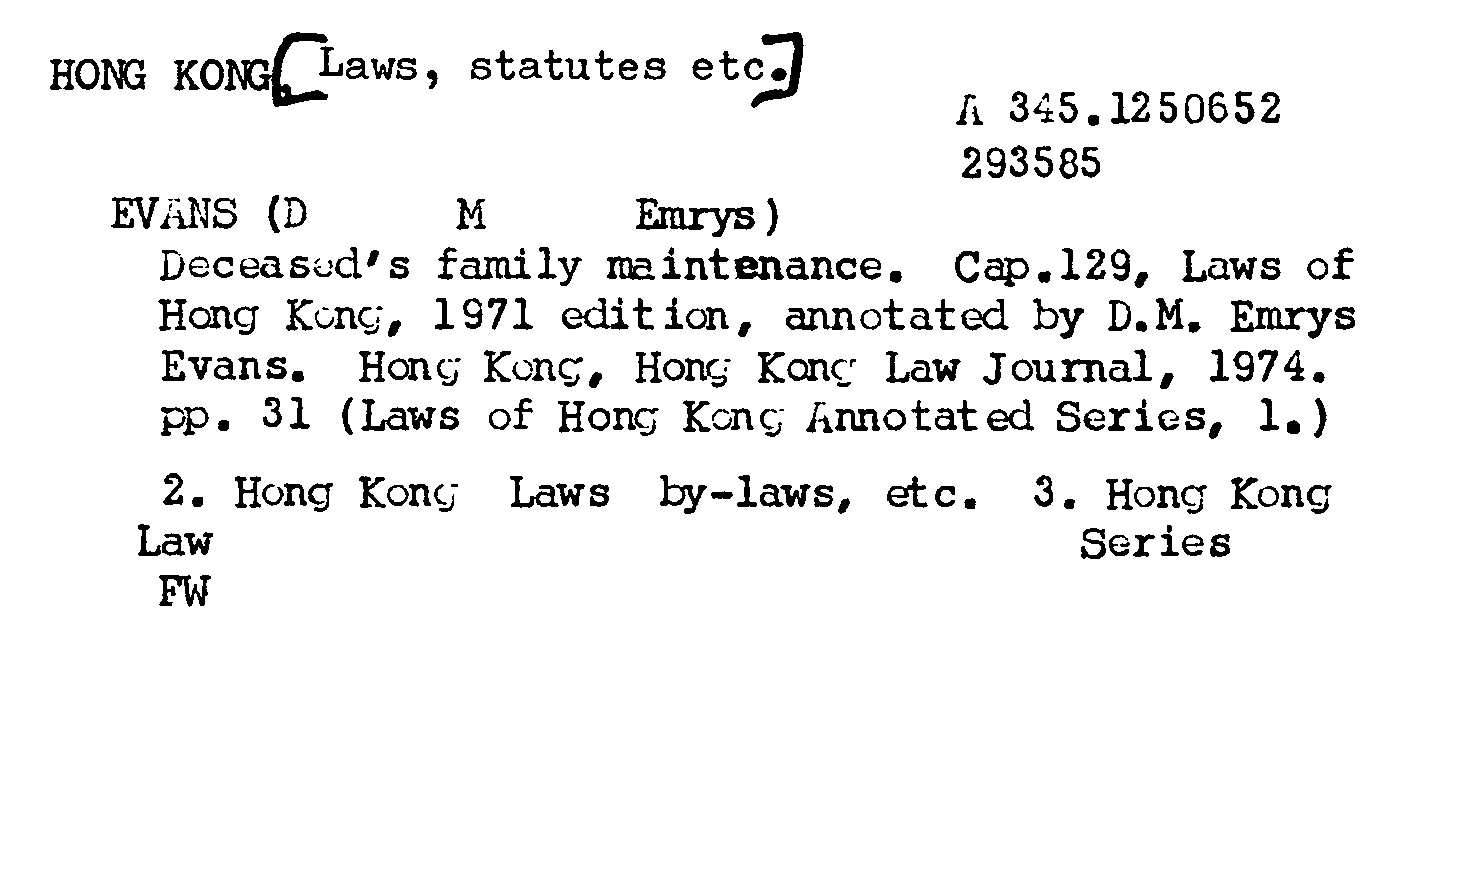 HONG KONG. [Laws, statutes etc.]
A 345.1250652
293585
EVANS (D M Emrys)
Deceased's family maintenance. Cap.129, Laws of
Hong Kong, 1971 edition, annotated by D.M. Emrys
Evans. Hong Kong, Hong Kong Law Journal, 1974.
pp. 31 (Laws of Hong Kong Annotated Series, 1.)
2. Hong Kong Laws by-laws, etc. 3. Hong Kong
Law Series
FW